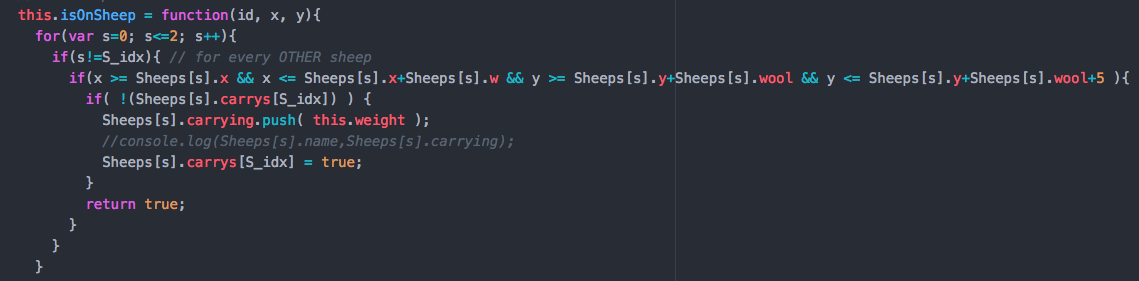 this.isOnSheep = function(id, x, y){
for(var s=0; s<=2; s++){
if(s!=S_idx){ // for every OTHER sheep
if(x >= Sheeps[s].x && x <= Sheeps[s].x+Sheeps[s].w && y >= Sheeps[s].y+Sheeps[s].wool && y <= Sheeps[s].y+Sheeps[s].wool+5 ){
if( !(Sheeps[s].carrys[S_idx]) ) {
Sheeps[s].carrying.push( this.weight );
//console.log(Sheeps[s].name,Sheeps[s].carrying);
Sheeps[s].carrys[S_idx] = true;
}
return true;
}
}
}